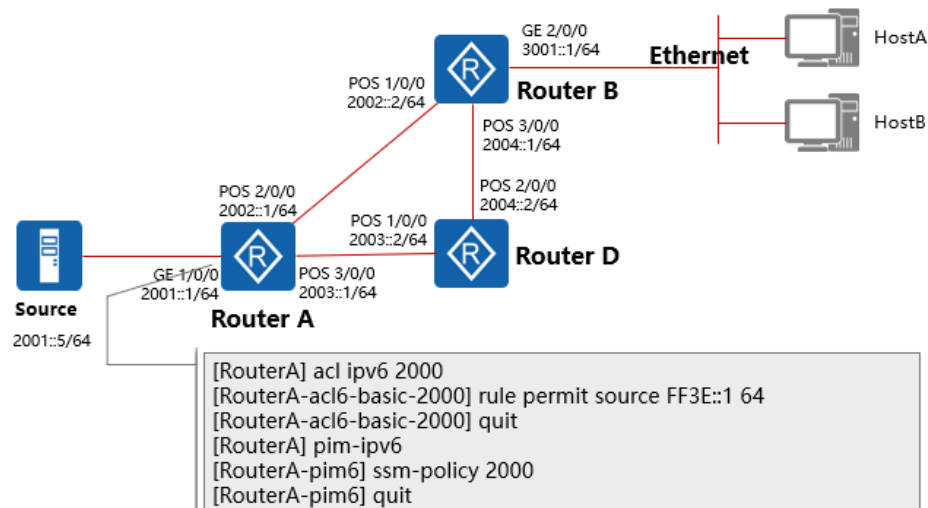 GE 2/0/0
3001::1/64
Ethernet
HostA
HostB
R
Router B
POS 1/0/0
2002::2/64
POS 3/0/0
2004::1/64
POS 2/0/0
2004::2/64
POS 2/0/0
2002::1/64
POS 1/0/0
2003::2/64
R
Router D
R
GE 1/0/0
2001::1/64
POS 3/0/0
2003::1/64
Router A
Source
2001::5/64
[RouterA] acl ipv6 2000
[RouterA-acl6-basic-2000] rule permit source FF3E::1 64
[RouterA-acl6-basic-2000] quit
[RouterA] pim-ipv6
[RouterA-pim6] ssm-policy 2000
[RouterA-pim6] quit